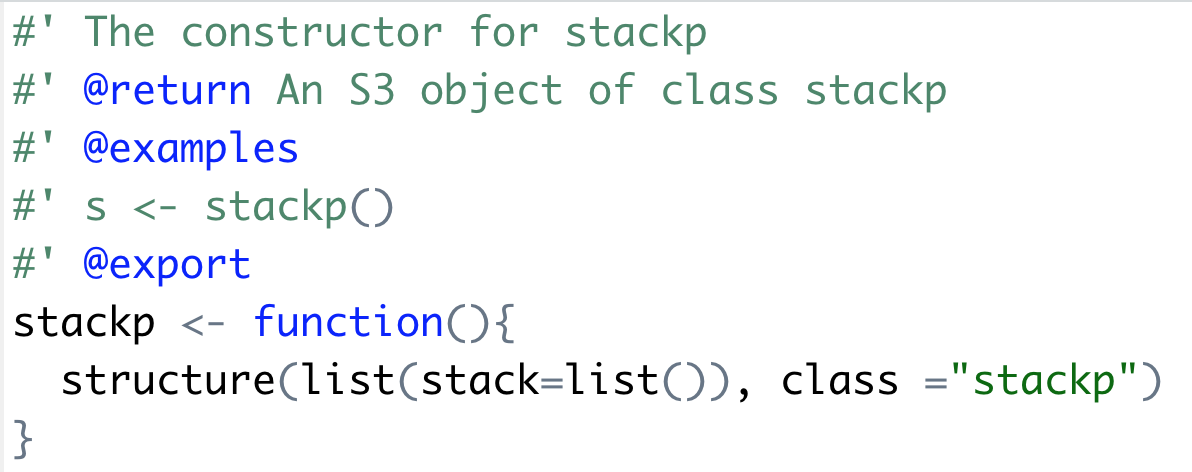 #' The constructor for stackp
#' @return An S3 object of class stackp
#' @examples
#' s <- stackp()
#' @export
stackp <- function(){
  structure(list(stack=list()), class ="stackp")
}